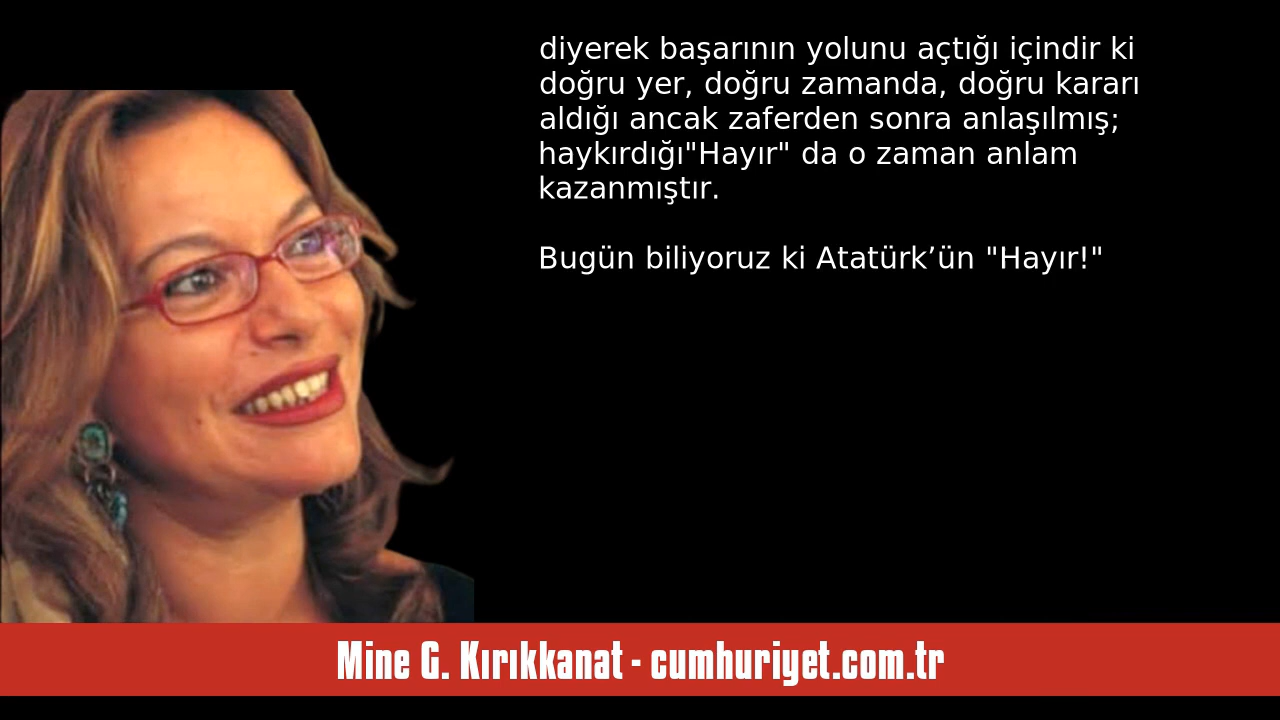 diyerek başarının yolunu açtığı içindir ki
doğru yer, doğru zamanda, doğru kararı
aldığı ancak zaferden sonra anlaşılmış;
haykırdığı"Hayır" da o zaman anlam
kazanmıştır.
Bugün biliyoruz ki Atatürk’ün "Hayır!"
Mine G. Kırıkkanat - cumhuriyet.com.tr